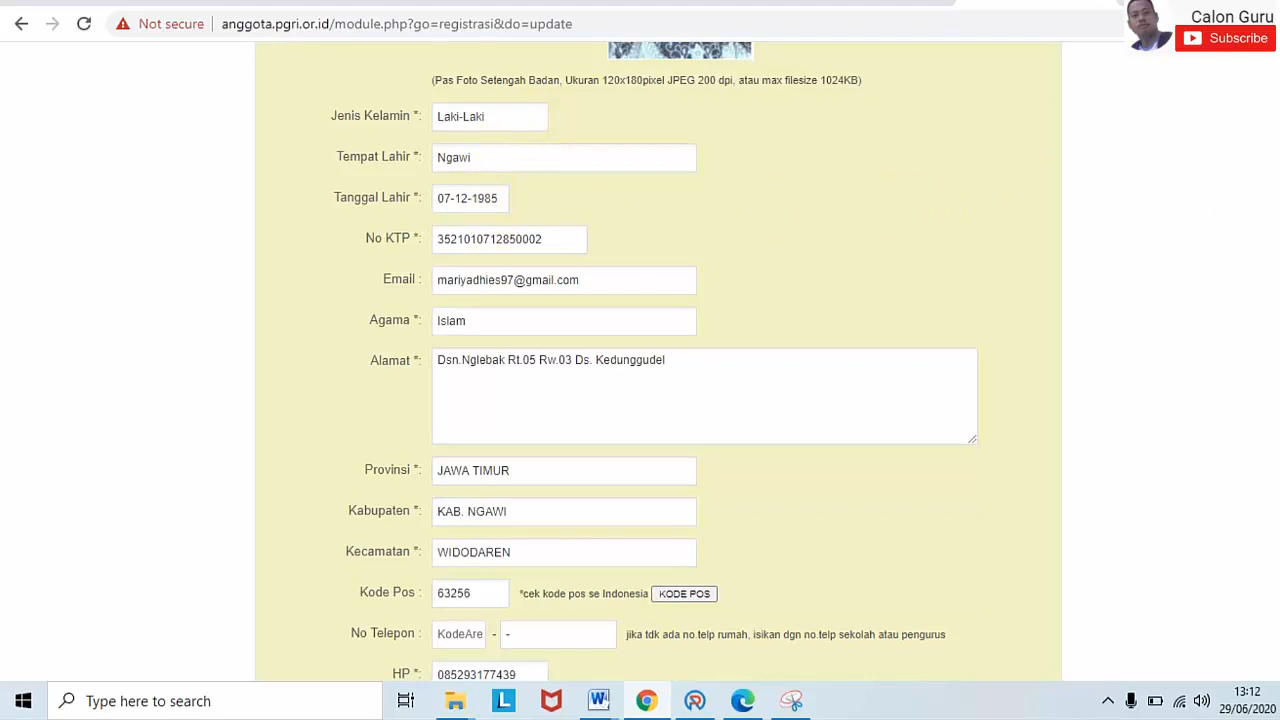 Not secure
anggota.pgri.or.id/module.php?go=registrasi&do=update
Calon Guru
Subscribe
(Pas Foto Setengah Badan, Ukuran 120x180pixel JPEG 200 dpi, atau max filesize 1024KB)
Jenis Kelamin *: Laki-Laki
Tempat Lahir *: Ngawi
Tanggal Lahir *: 07-12-1985
No KTP *: 3521010712850002
Email : mariyadhies97@gmail.com
Agama *: Islam
Alamat *: Dsn.Nglebak Rt.05 Rw.03 Ds. Kedunggudel
Provinsi *: JAWA TIMUR
Kabupaten *: KAB. NGAWI
Kecamatan *: WIDODAREN
Kode Pos : 63256 *cek kode pos se Indonesia KODE POS
No Telepon : KodeAre - - jika tdk ada no.telp rumah, isikan dgn no.telp sekolah atau pengurus
HP *: 085293177439
Type here to search
13:12
29/06/2020